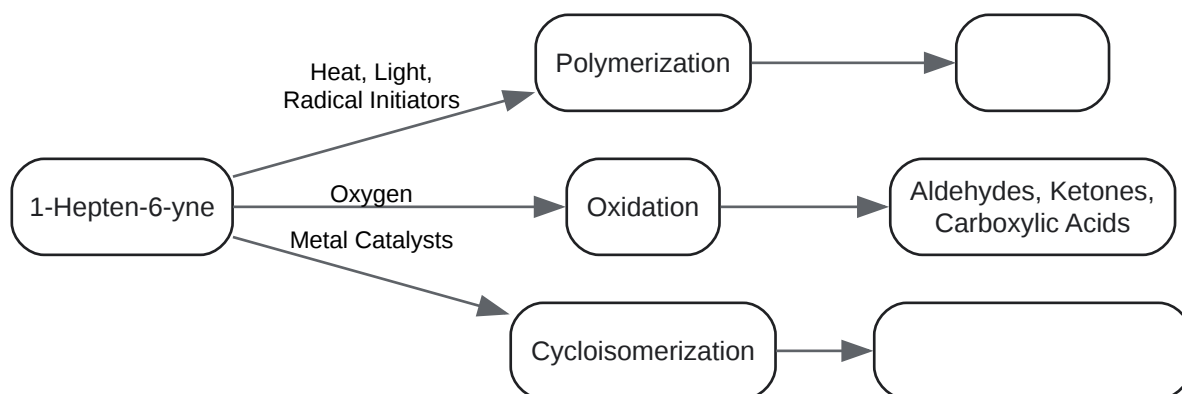 Heat, Light,
Radical Initiators
Polymerization
1-Hepten-6-yne
Oxygen
Oxidation
Aldehydes, Ketones,
Carboxylic Acids
Metal Catalysts
Cycloisomerization